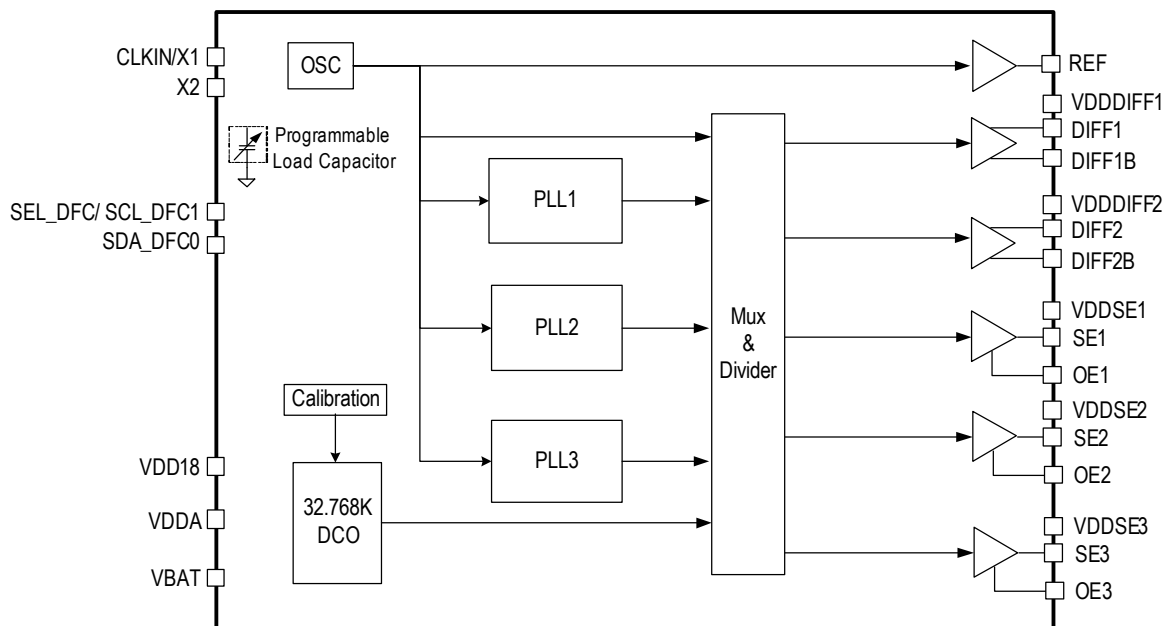 CLKIN/X1
X2
OSC
REF
VDDDIFF1
DIFF1
DIFF1B
Programmable
Load Capacitor
SEL_DFC/ SCL_DFC1
SDA_DFC0
PLL1
VDDDIFF2
DIFF2
DIFF2B
PLL2
Mux
&
Divider
VDDSE1
SE1
OE1
Calibration
VDDSE2
SE2
OE2
PLL3
VDD18
VDDA
VBAT
32.768K
DCO
VDDSE3
SE3
OE3